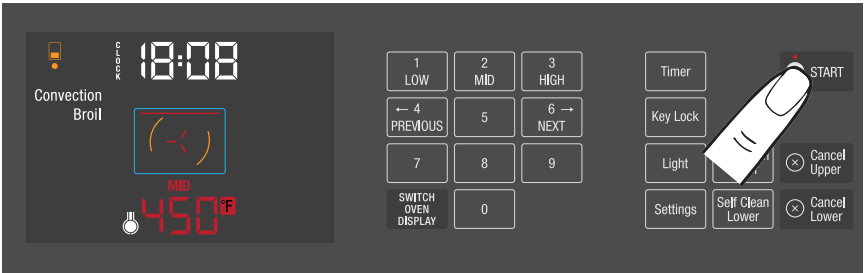 CLOCK
18:08
Convection
Broil
MID
450°F
1
LOW
2
MID
3
HIGH
← 4
PREVIOUS
5
6 →
NEXT
7
8
9
SWITCH
OVEN
DISPLAY
0
Timer
START
Key Lock
Light
Cancel
Upper
Settings
Self Clean
Lower
Cancel
Lower